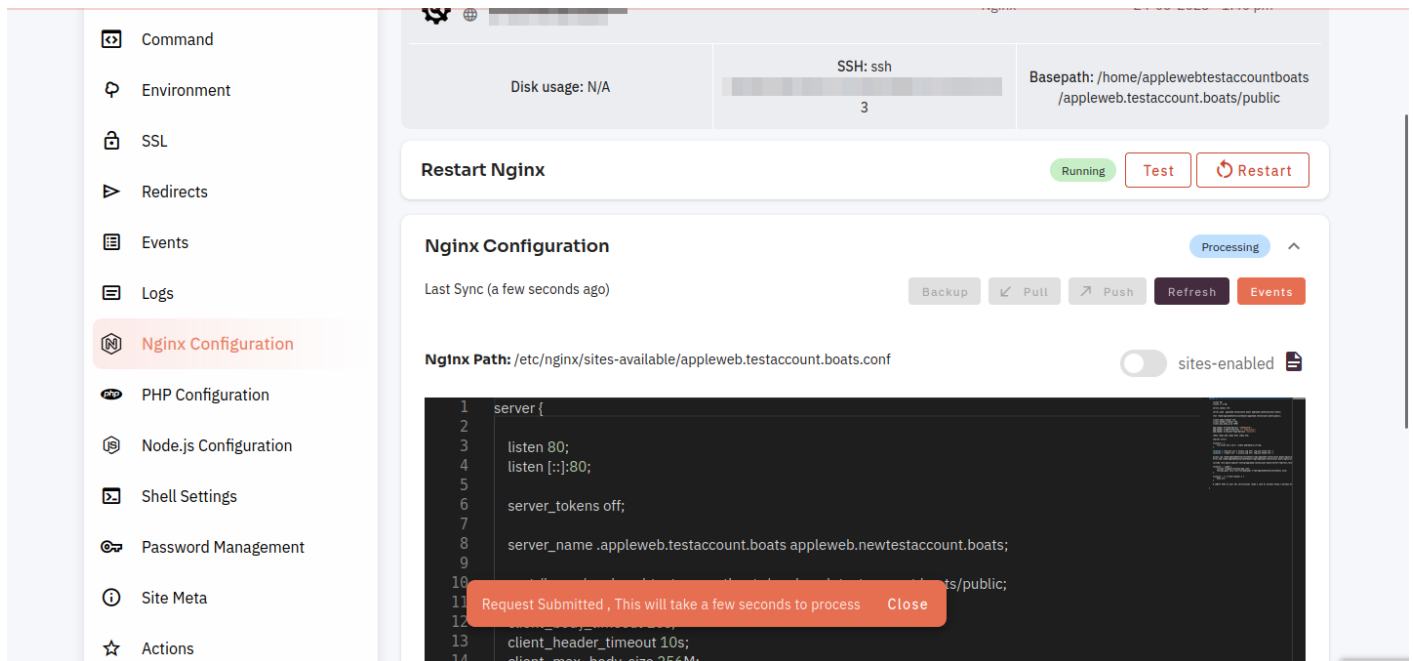 Command
Environment
SSL
Redirects
Events
Logs
Nginx Configuration
PHP Configuration
Node.js Configuration
Shell Settings
Password Management
Site Meta
Actions
Disk usage: N/A
SSH: ssh
3
Basepath: /home/applewebtestaccountboats
/appleweb.testaccount.boats/public
Restart Nginx
Running
Test
Restart
Nginx Configuration
Processing
Last Sync (a few seconds ago)
Backup
Pull
Push
Refresh
Events
NgInx Path: /etc/nginx/sites-available/appleweb.testaccount.boats.conf
sites-enabled
1 server {
2
3 listen 80;
4 listen [::]:80;
5
6 server_tokens off;
7
8 server_name .appleweb.testaccount.boats appleweb.newtestaccount.boats;
9
10 ts/public;
11
12
13 client_header_timeout 10s;
14 client_max_body_size 256M;
Request Submitted , This will take a few seconds to process
Close